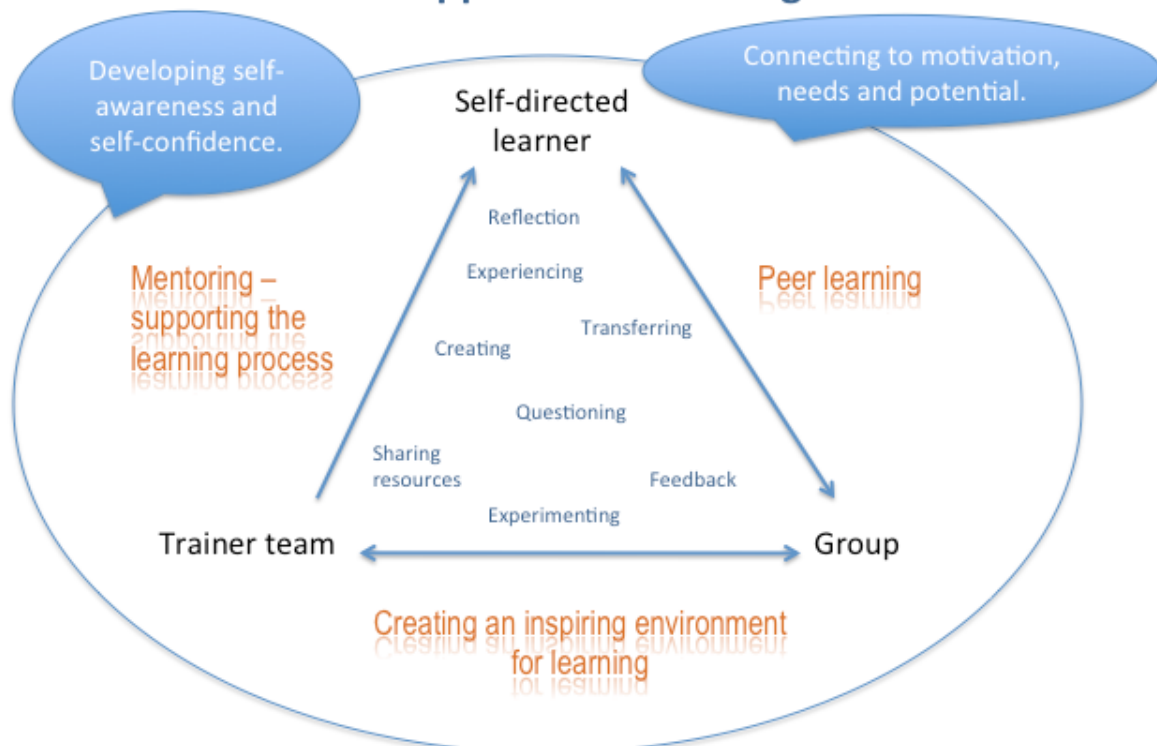 Developing self-
awareness and
self-confidence.
Connecting to motivation,
needs and potential.
Self-directed
learner
Reflection
Experiencing
Transferring
Creating
Questioning
Sharing
resources
Feedback
Experimenting
Mentoring –
supporting the
learning process
Peer learning
Trainer team
Group
Creating an inspiring environment
for learning